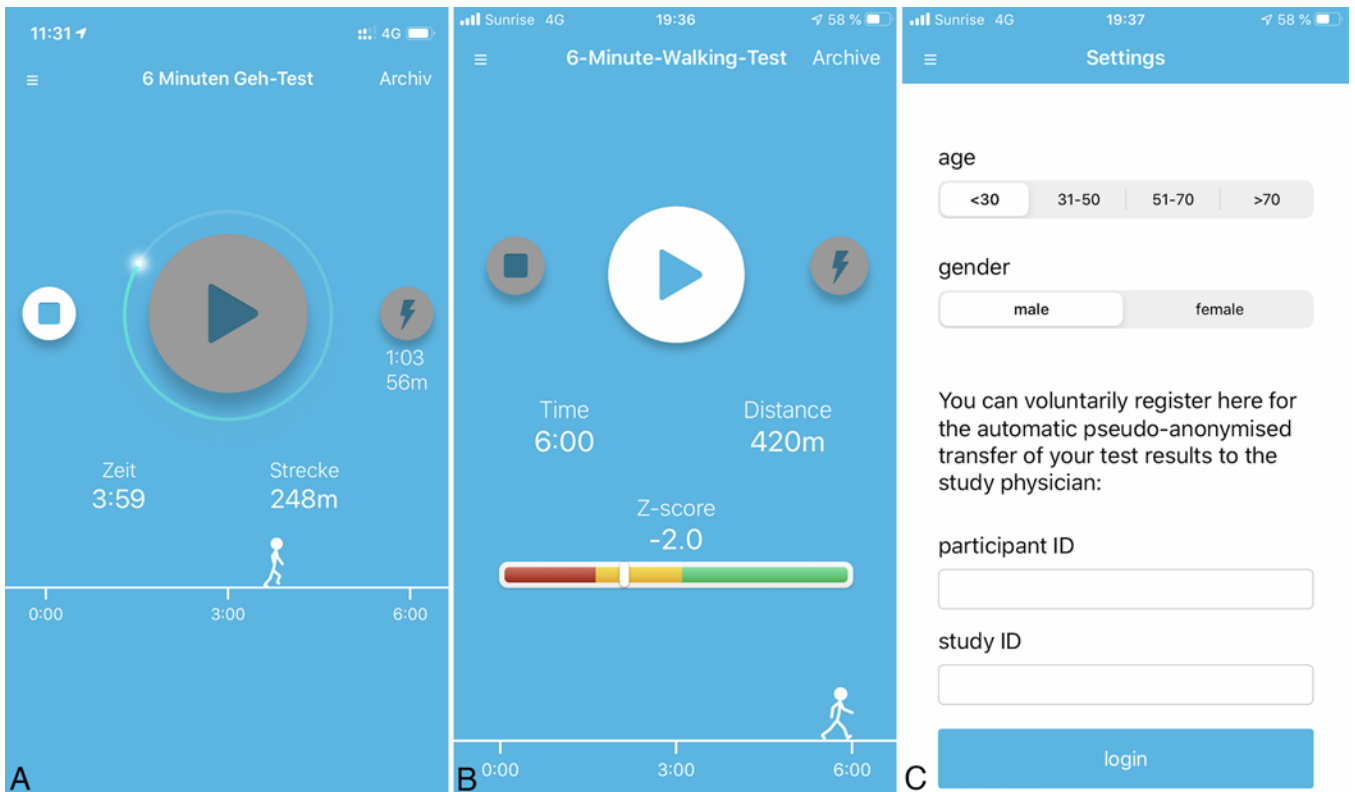 11:31 4G
6 Minuten Geh-Test Archiv
1:03
56m
Zeit Strecke
3:59 248m
0:00 3:00 6:00
A
Sunrise 4G 19:36 58 %
6-Minute-Walking-Test Archive
Time Distance
6:00 420m
Z-score
-2.0
0:00 3:00 6:00
B
Sunrise 4G 19:37 58 %
Settings
age
<30 31-50 51-70 >70
gender
male female
You can voluntarily register here for
the automatic pseudo-anonymised
transfer of your test results to the
study physician:
participant ID
study ID
login
C